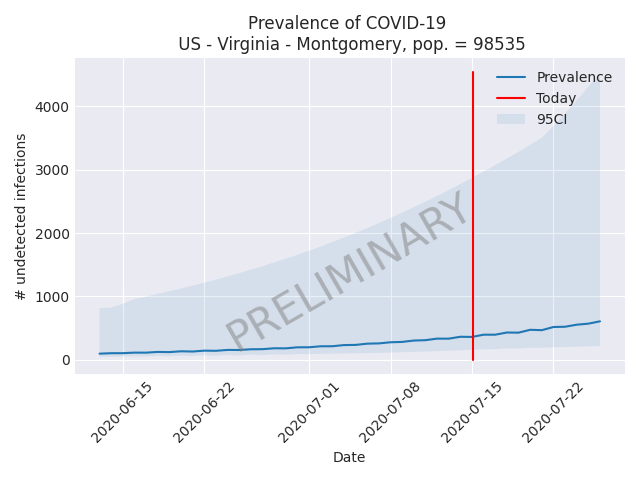 Prevalence of COVID-19
US - Virginia - Montgomery, pop. = 98535
Prevalence
Today
95CI
4000
3000
2000
1000
0
# undetected infections
PRELIMINARY
2020-06-15
2020-06-22
2020-07-01
2020-07-08
2020-07-15
2020-07-22
Date